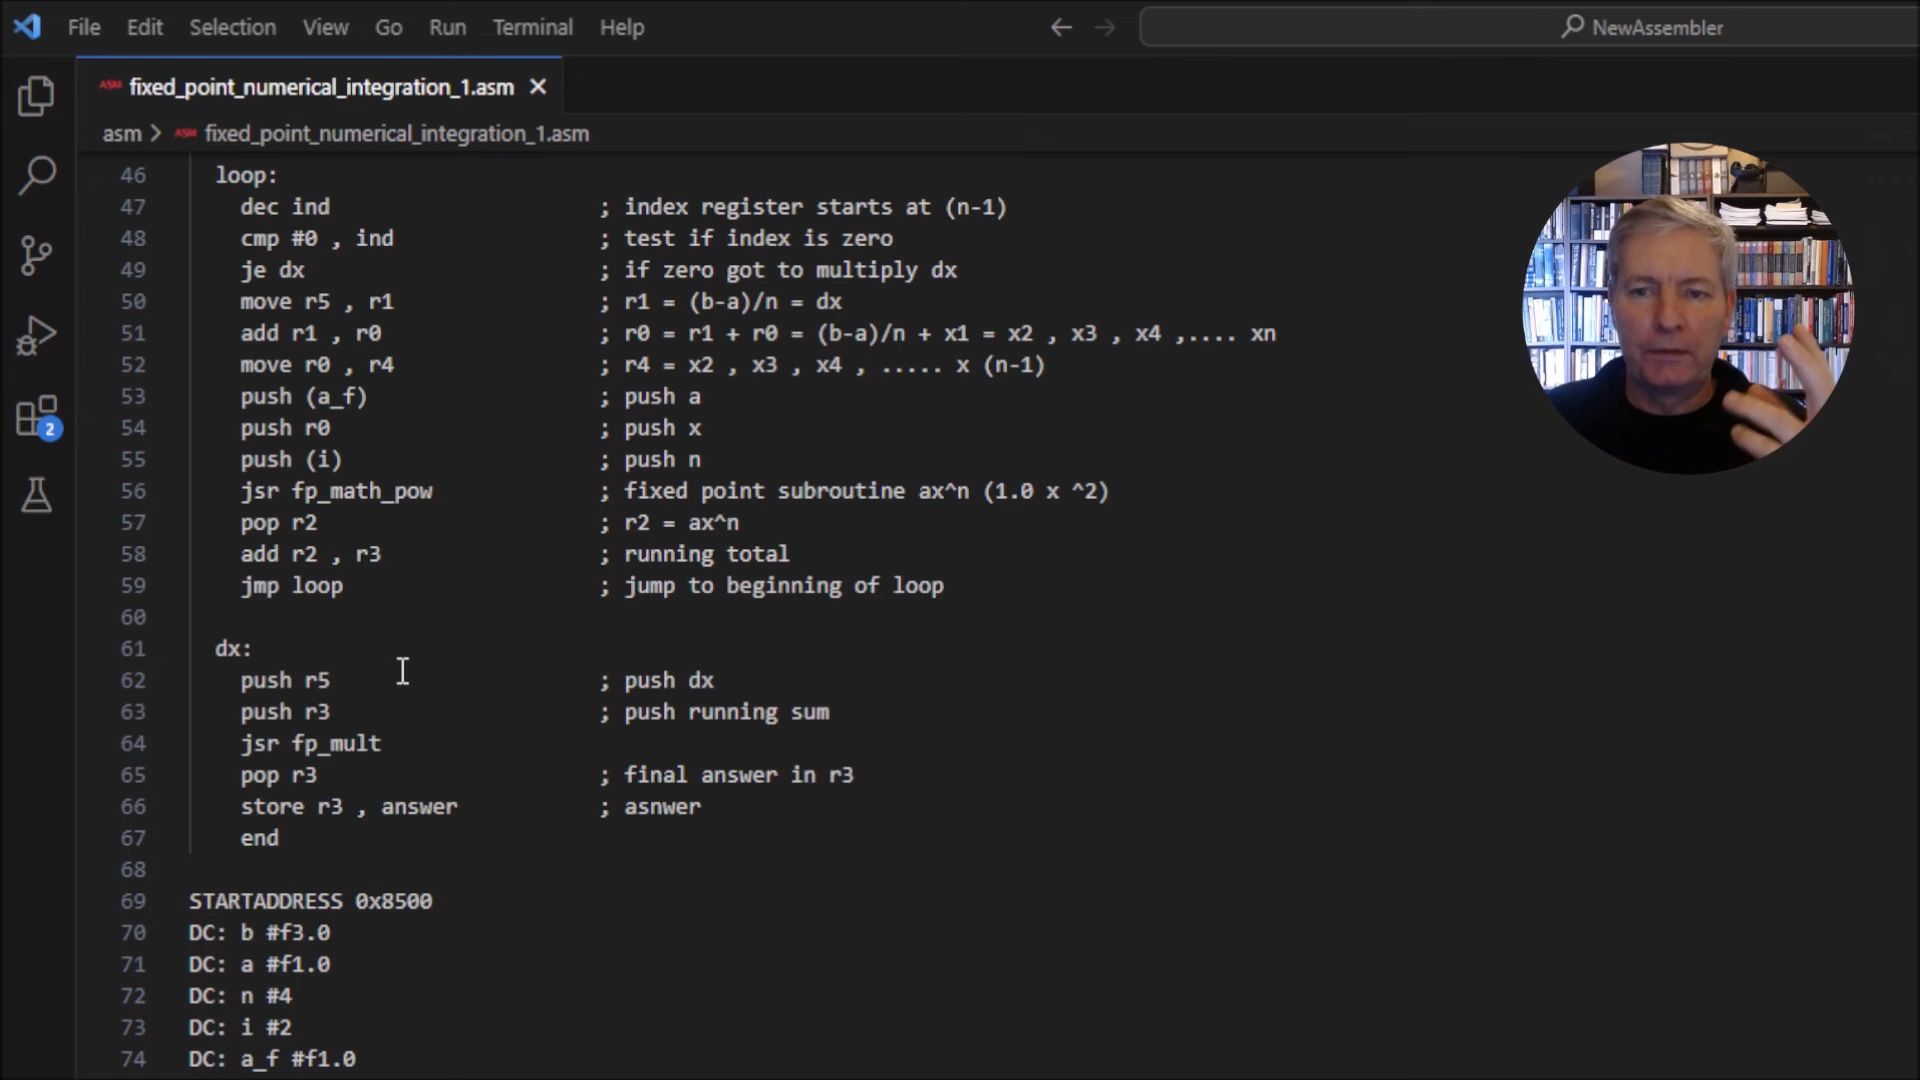 File Edit Selection View Go Run Terminal Help NewAssembler
ASM fixed_point_numerical_integration_1.asm
asm ASM fixed_point_numerical_integration_1.asm
46 loop:
47 dec ind ; index register starts at (n-1)
48 cmp #0 , ind ; test if index is zero
49 je dx ; if zero got to multiply dx
50 move r5 , r1 ; r1 = (b-a)/n = dx
51 add r1 , r0 ; r0 = r1 + r0 = (b-a)/n + x1 = x2 , x3 , x4 ,.... xn
52 move r0 , r4 ; r4 = x2 , x3 , x4 , ..... x (n-1)
53 push (a_f) ; push a
54 push r0 ; push x
55 push (i) ; push n
56 jsr fp_math_pow ; fixed point subroutine ax^n (1.0 x ^2)
57 pop r2 ; r2 = ax^n
58 add r2 , r3 ; running total
59 jmp loop ; jump to beginning of loop
60
61 dx:
62 push r5 ; push dx
63 push r3 ; push running sum
64 jsr fp_mult
65 pop r3 ; final answer in r3
66 store r3 , answer ; asnwer
67 end
68
69 STARTADDRESS 0x8500
70 DC: b #f3.0
71 DC: a #f1.0
72 DC: n #4
73 DC: i #2
74 DC: a_f #f1.0
2